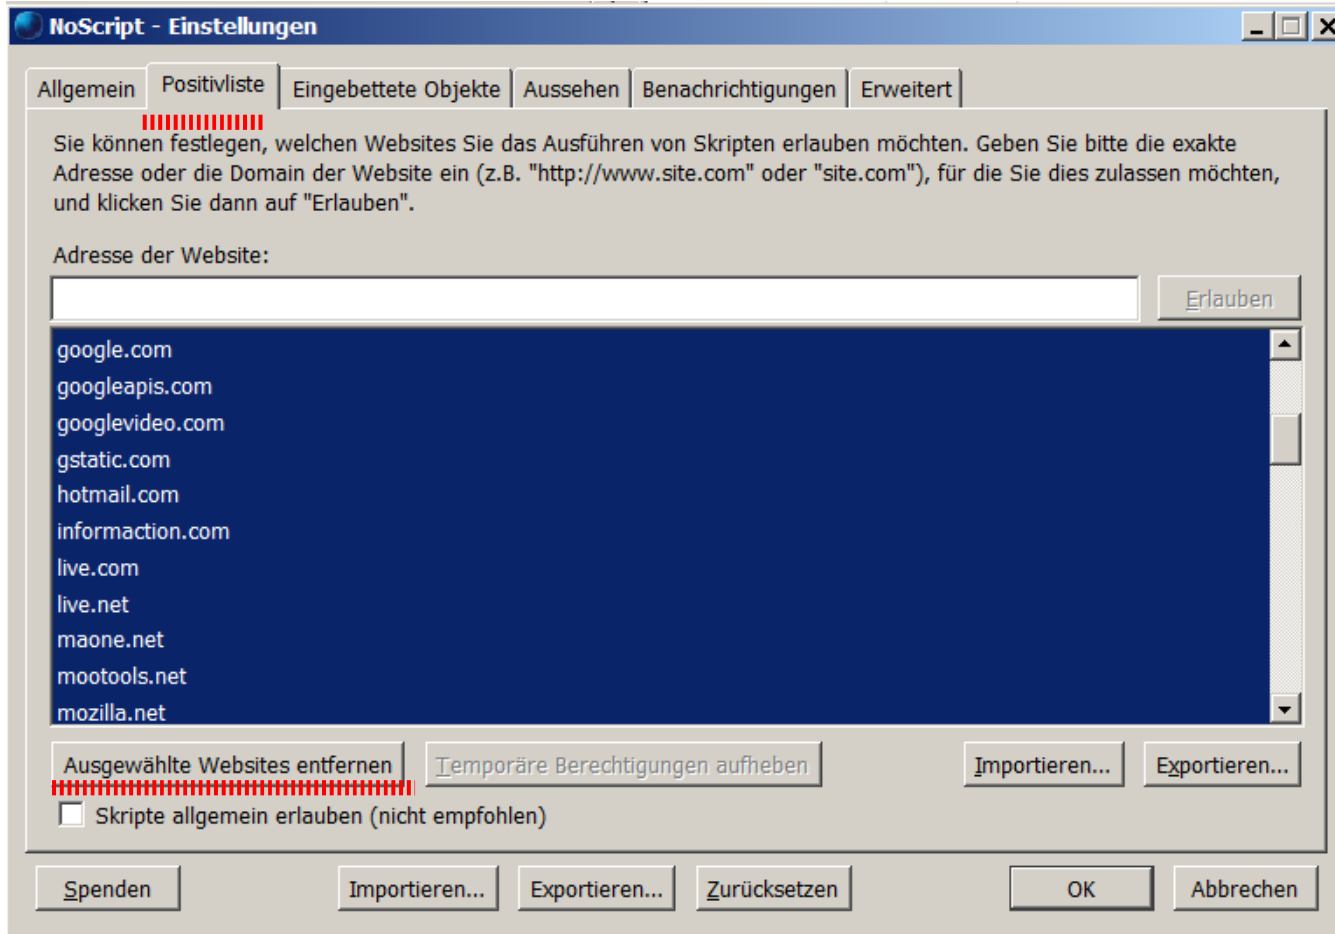 NoScript - Einstellungen
Allgemein Positivliste Eingebettete Objekte Aussehen Benachrichtigungen Erweitert
Sie können festlegen, welchen Websites Sie das Ausführen von Skripten erlauben möchten. Geben Sie bitte die exakte
Adresse oder die Domain der Website ein (z.B. "http://www.site.com" oder "site.com"), für die Sie dies zulassen möchten,
und klicken Sie dann auf "Erlauben".
Adresse der Website:
Erlauben
google.com
googleapis.com
googlevideo.com
gstatic.com
hotmail.com
informaction.com
live.com
live.net
maone.net
mootools.net
mozilla.net
Ausgewählte Websites entfernen Temporäre Berechtigungen aufheben Importieren... Exportieren...
Skripte allgemein erlauben (nicht empfohlen)
Spenden Importieren... Exportieren... Zurücksetzen OK Abbrechen